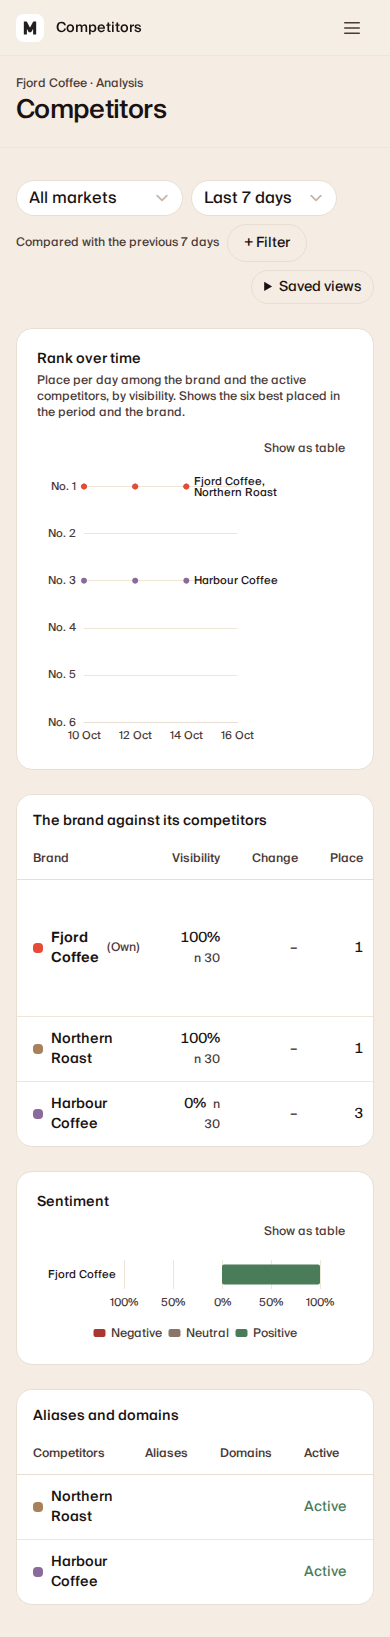 M Competitors
Fjord Coffee · Analysis
Competitors
All markets
Last 7 days
Compared with the previous 7 days
+ Filter
Saved views
Rank over time
Place per day among the brand and the active
competitors, by visibility. Shows the six best placed in
the period and the brand.
Show as table
No. 1
Fjord Coffee,
Northern Roast
No. 2
No. 3
Harbour Coffee
No. 4
No. 5
No. 6
10 Oct 12 Oct 14 Oct 16 Oct
The brand against its competitors
Brand Visibility Change Place
Fjord
Coffee
(Own)
100%
n 30
–
1
Northern
Roast
100%
n 30
–
1
Harbour
Coffee
0% n
30
–
3
Sentiment
Show as table
Fjord Coffee
100% 50% 0% 50% 100%
Negative Neutral Positive
Aliases and domains
Competitors Aliases Domains Active
Northern
Roast
Active
Harbour
Coffee
Active